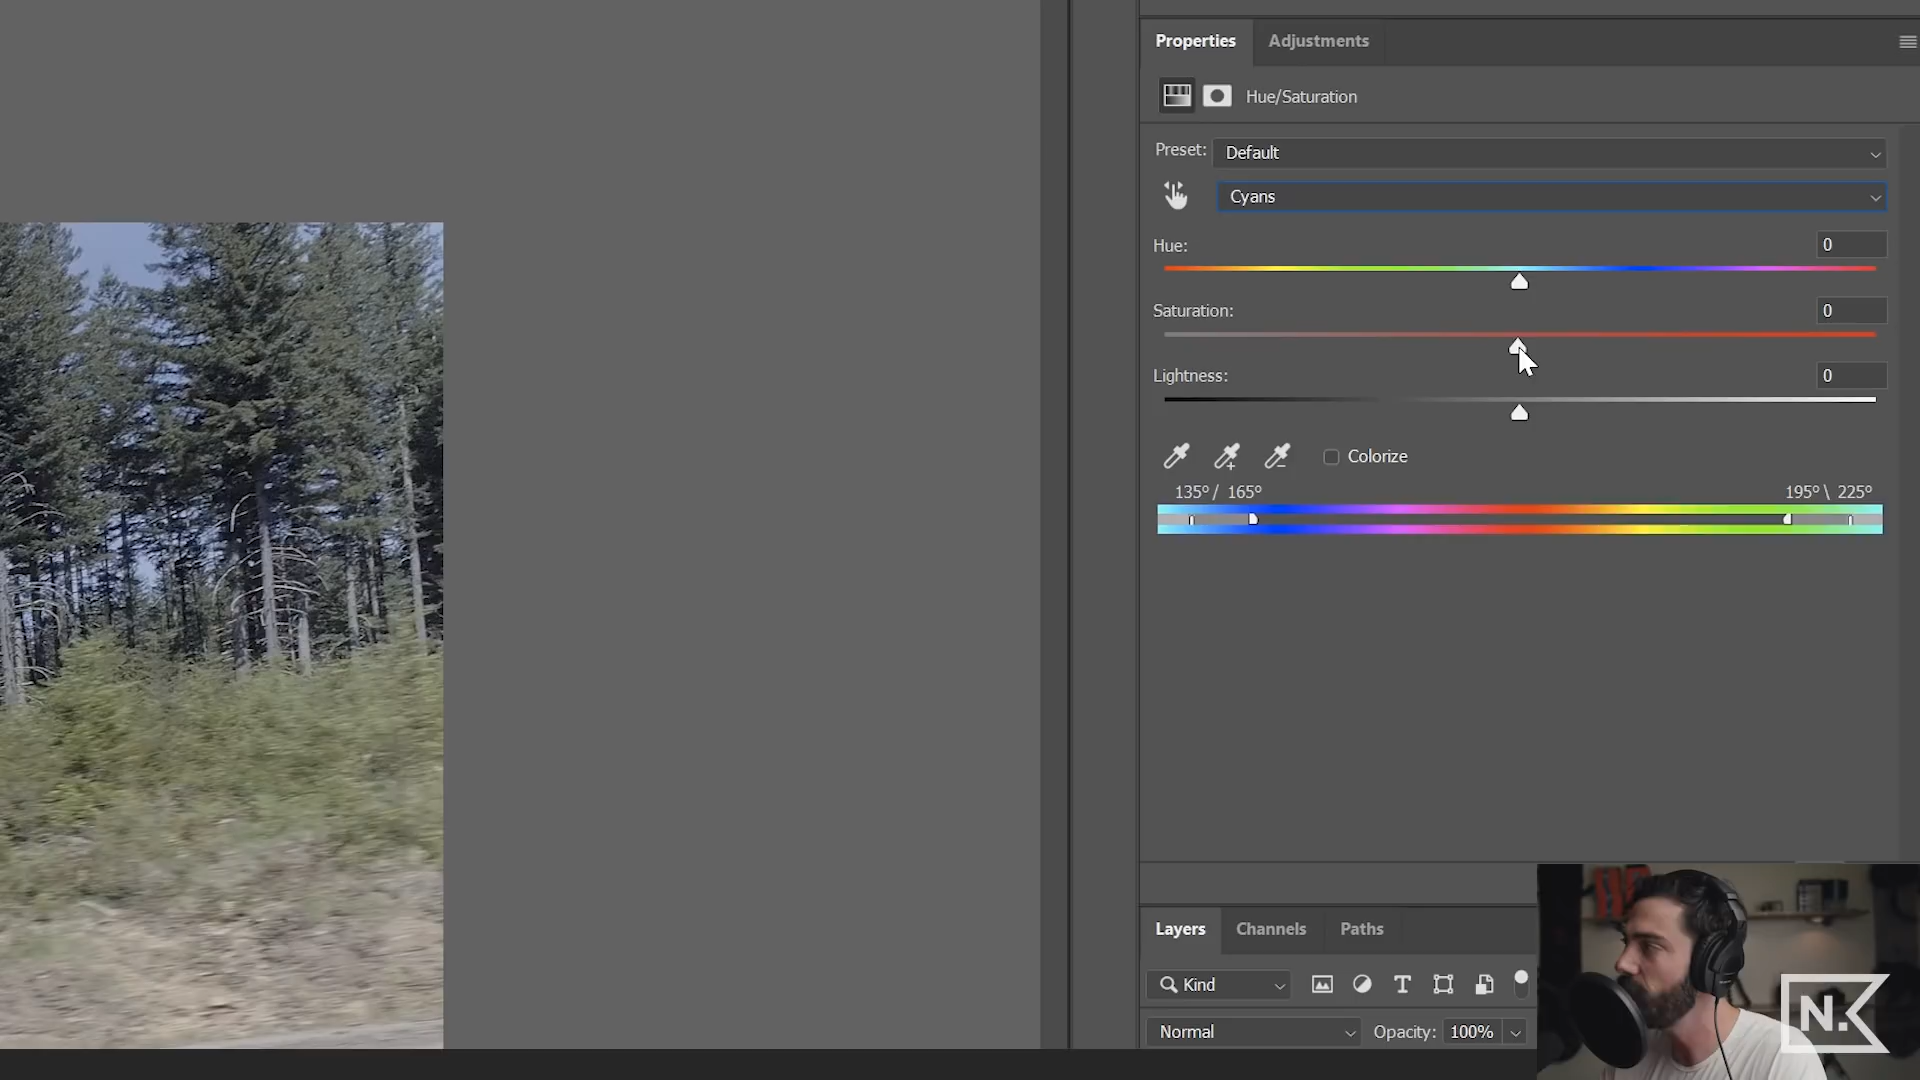 Properties
Adjustments
Hue/Saturation
Preset:
Default
Cyans
Hue:
0
Saturation:
0
Lightness:
0
Colorize
135°/ 165°
195°\ 225°
Layers
Channels
Paths
Kind
Normal
Opacity:
100%
N.K